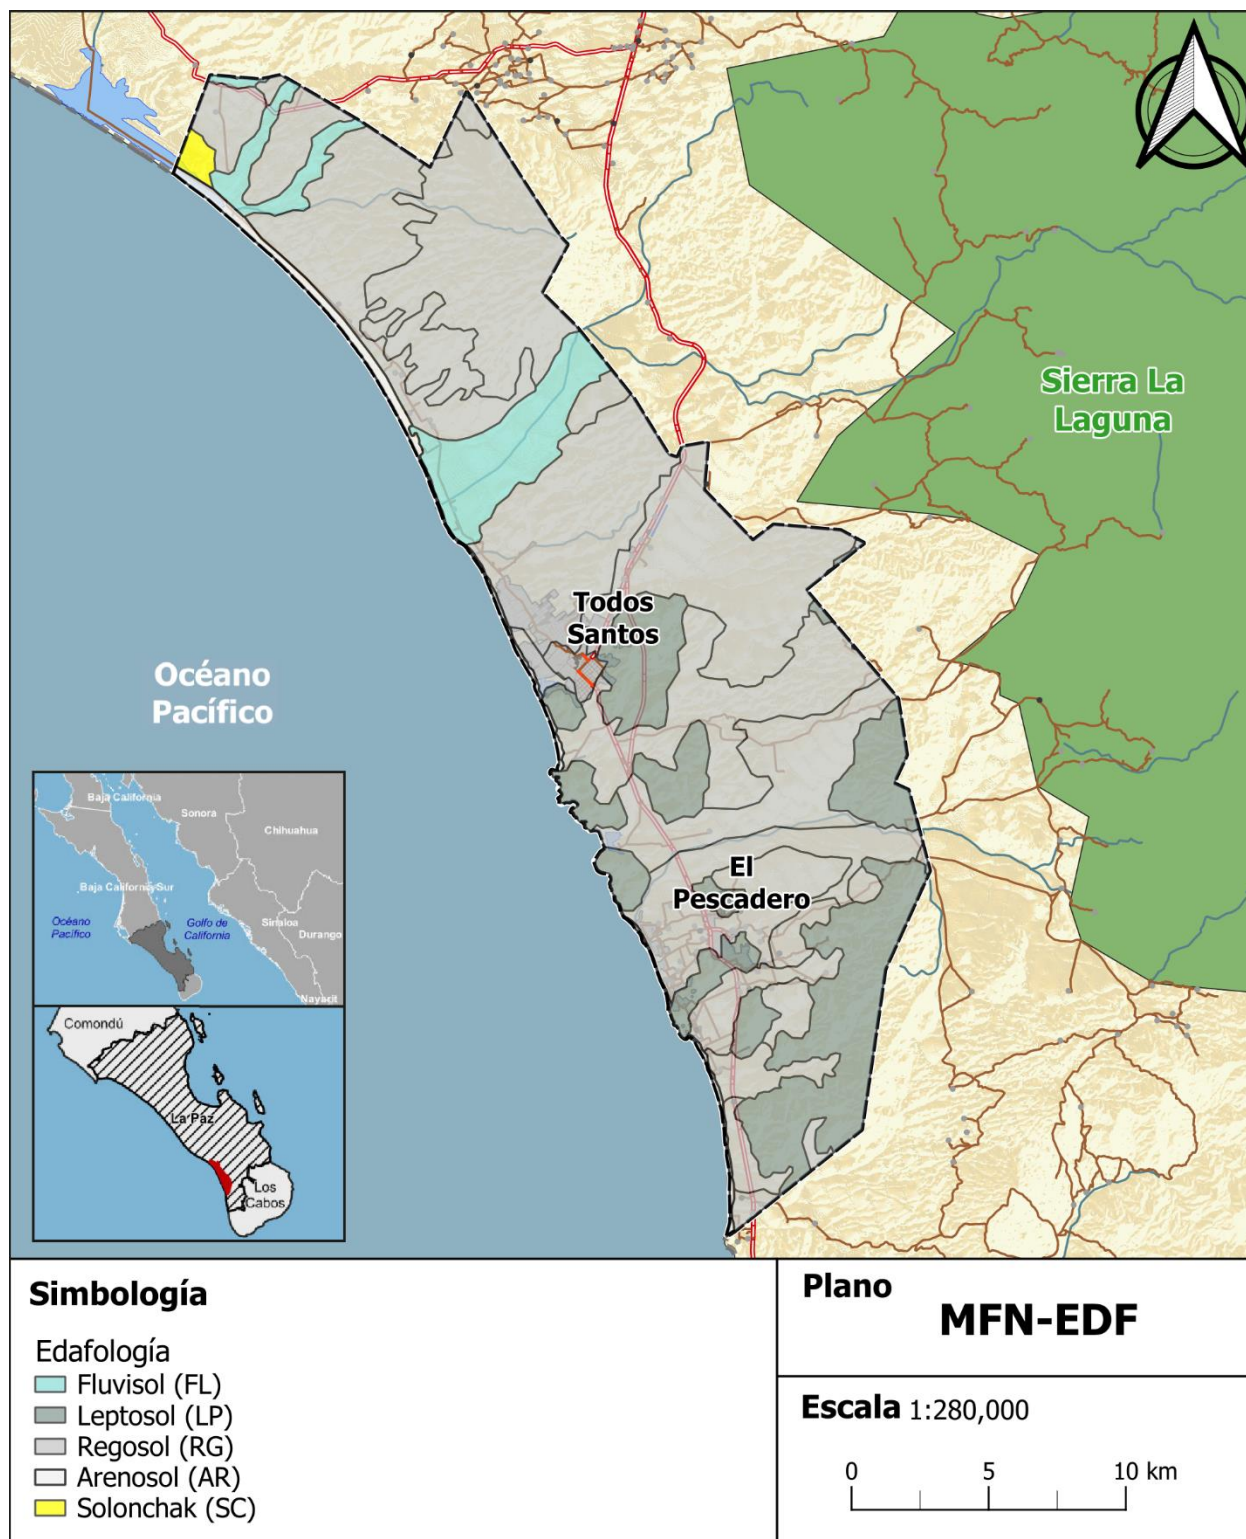 Sierra La
Laguna
Todos
Santos
Océano
Pacífico
El
Pescadero
Baja California
Sonora
Chihuahua
Baja California Sur
Océano
Pacífico
Golfo de
California
Sinaloa
Durango
Nayarit
Comondú
La Paz
Los
Cabos
Simbología
Edafología
Fluvisol (FL)
Leptosol (LP)
Regosol (RG)
Arenosol (AR)
Solonchak (SC)
Plano
MFN-EDF
Escala 1:280,000
0 5 10 km